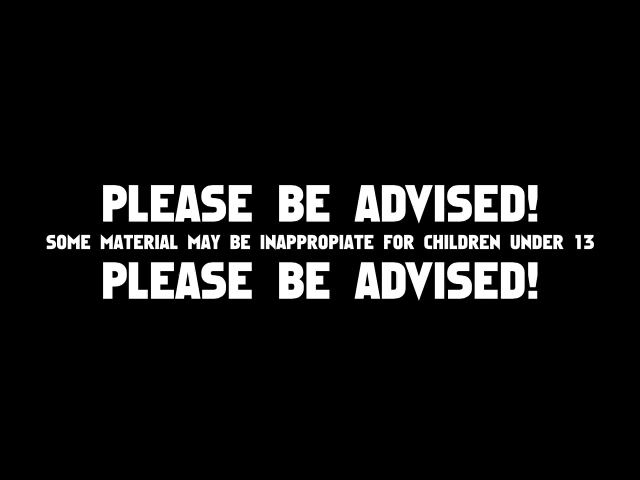 PLEASE BE ADVISED!
SOME MATERIAL MAY BE INAPPROPIATE FOR CHILDREN UNDER 13
PLEASE BE ADVISED!